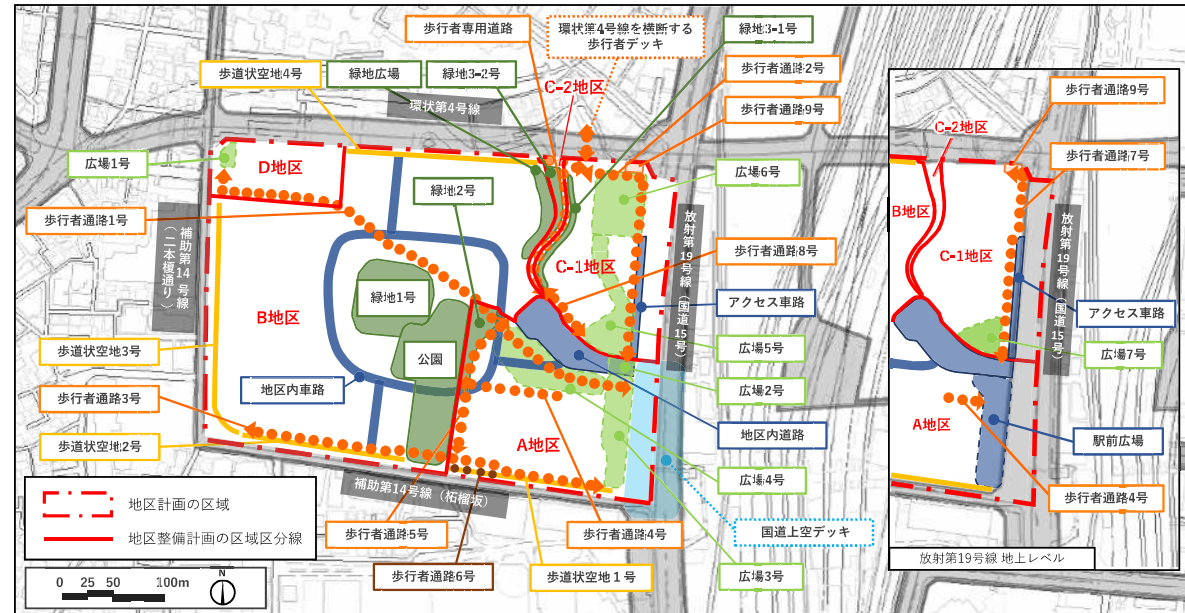 歩行者専用道路
環状第4号線を横断する
歩行者デッキ
緑地3-1号
歩道状空地4号
緑地広場
緑地3-2号
C-2地区
歩行者通路2号
環状第4号線
歩行者通路9号
広場1号
D地区
緑地2号
広場6号
歩行者通路1号
補助第14号線
(二本榎通り)
放射第19号線(国道15号)
C-1地区
歩行者通路8号
緑地1号
アクセス車路
B地区
公園
歩道状空地3号
広場5号
地区内車路
広場2号
歩行者通路3号
地区内道路
歩道状空地2号
A地区
広場4号
補助第14号線(柘榴坂)
国道上空デッキ
歩行者通路5号
歩行者通路4号
歩行者通路6号
歩道状空地1号
広場3号
地区計画の区域
地区整備計画の区域区分線
0 25 50 100m
N
歩行者通路9号
C-2地区
歩行者通路7号
B地区
放射第19号線(国道15号)
C-1地区
アクセス車路
広場7号
A地区
駅前広場
歩行者通路4号
放射第19号線 地上レベル